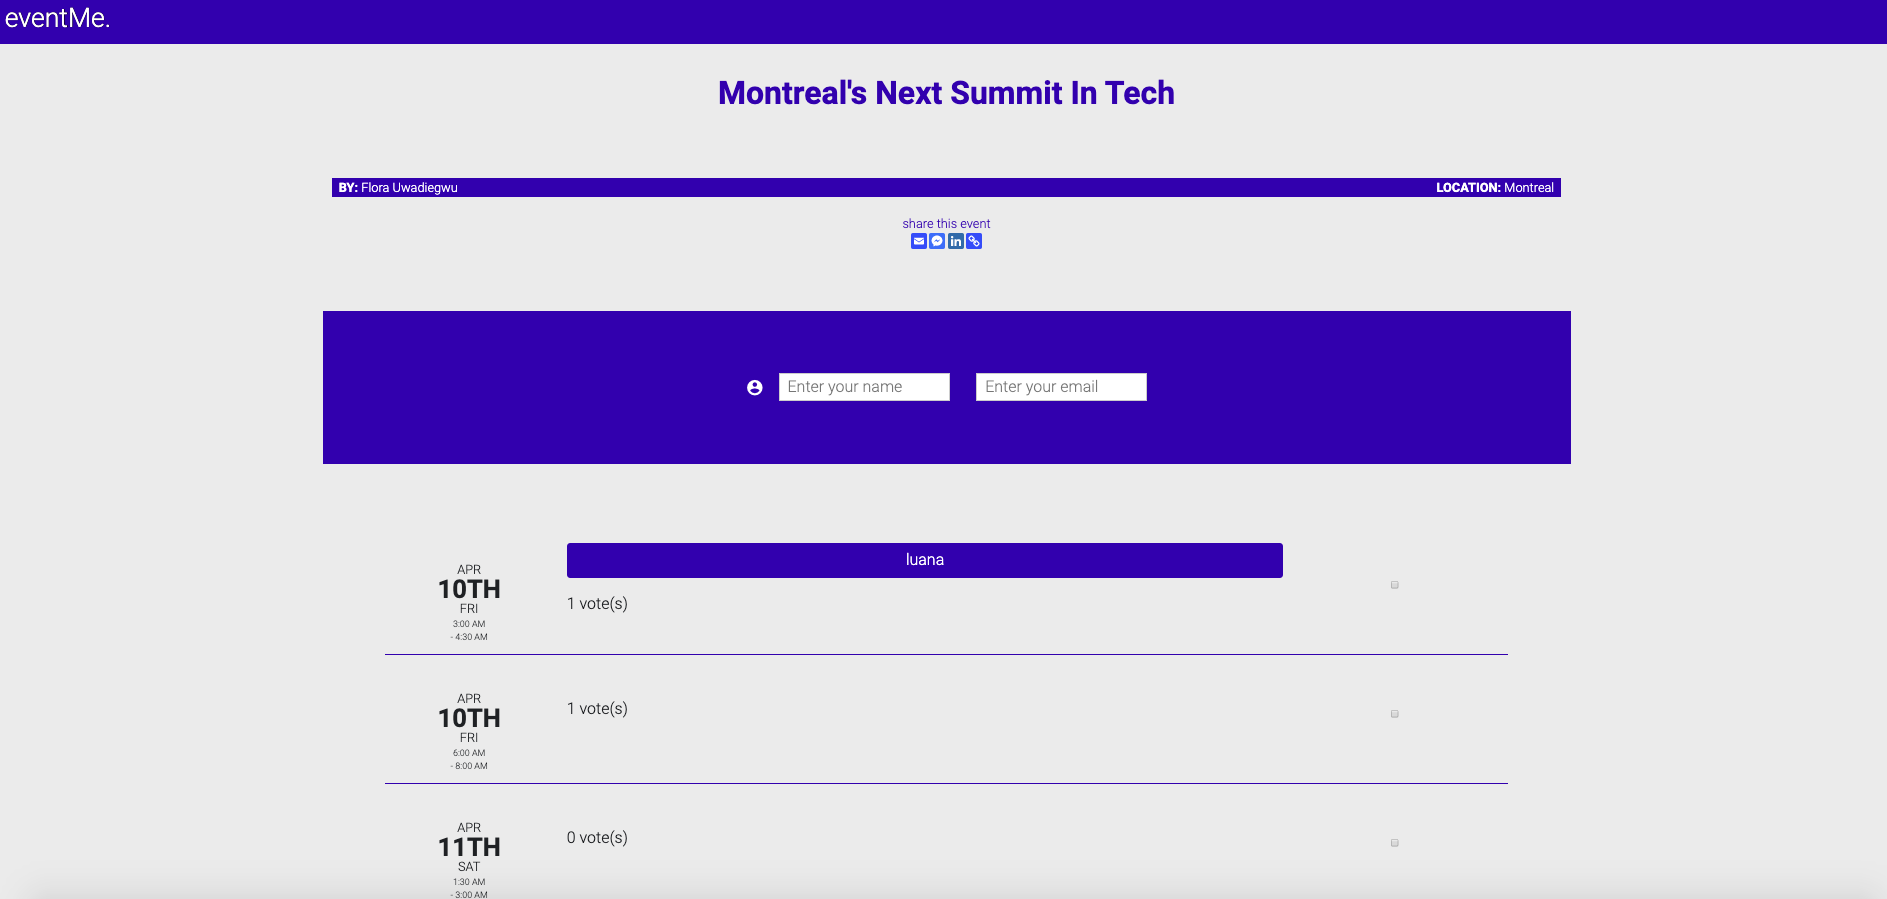 eventMe.
Montreal's Next Summit In Tech
BY: Flora Uwadiegwu
LOCATION: Montreal
share this event
in
Enter your name
Enter your email
luana
APR
10TH
FRI
3:00 AM
- 4:30 AM
1 vote(s)
APR
10TH
FRI
6:00 AM
- 8:00 AM
1 vote(s)
APR
11TH
SAT
1:30 AM
- 3:00 AM
0 vote(s)